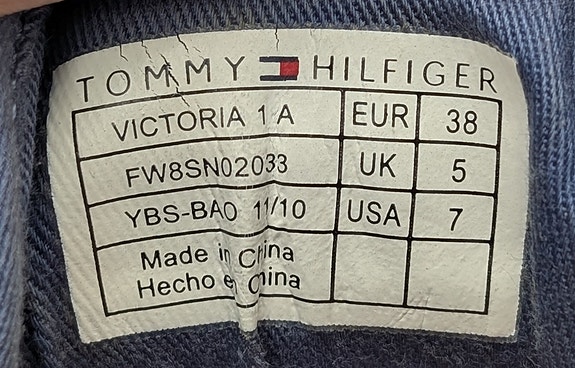 TOMMY HILFIGER
VICTORIA 1 A EUR 38
FW8SN02033 UK 5
YBS-BAO 11/10 USA 7
Made in China
Hecho en China